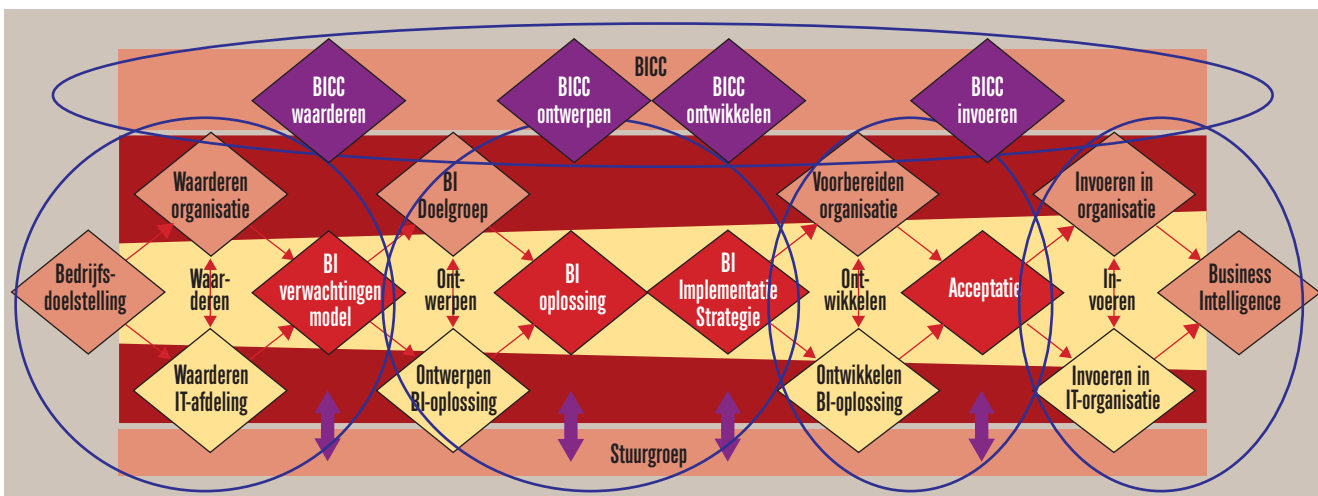 BICC
BICC
waarderen
BICC
ontwerpen
BICC
ontwikkelen
BICC
invoeren
Waarderen
organisatie
BI
Doelgroep
Voorbereiden
organisatie
Invoeren in
organisatie
Bedrijfs-
doelstelling
Waar-
deren
BI
verwachtingen
model
Ont-
werpen
BI
oplossing
BI
Implementatie
Strategie
Ont-
wikkelen
Acceptatie
In-
voeren
Business
Intelligence
Waarderen
IT-afdeling
Ontwerpen
BI-oplossing
Ontwikkelen
BI-oplossing
Invoeren in
IT-organisatie
Stuurgroep